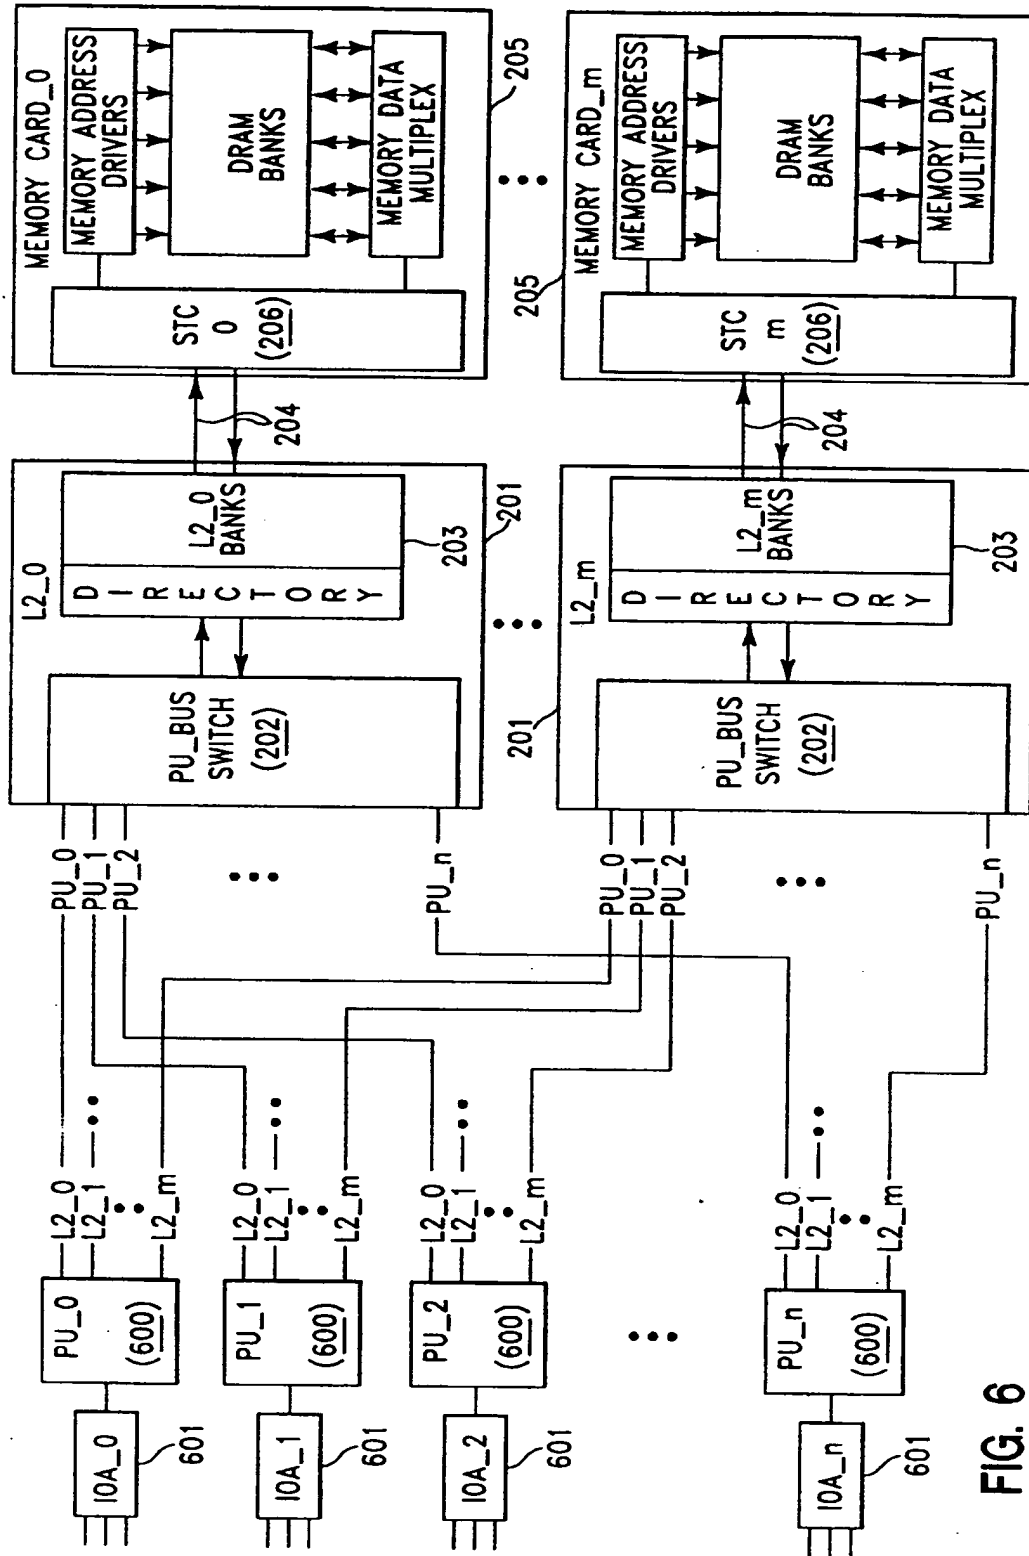 MEMORY CARD_0
MEMORY ADDRESS
DRIVERS
DRAM
BANKS
MEMORY DATA
MULTIPLEX
STC
0
(206)
205
204
L2_0
DIRECTORY
L2_0
BANKS
203
201
PU_BUS
SWITCH
(202)
PU_0
PU_1
PU_2
PU_n
MEMORY CARD_m
MEMORY ADDRESS
DRIVERS
DRAM
BANKS
MEMORY DATA
MULTIPLEX
STC
m
(206)
205
204
L2_m
DIRECTORY
L2_m
BANKS
203
201
PU_BUS
SWITCH
(202)
PU_0
PU_1
PU_2
PU_n
L2_0
L2_1
L2_m
PU_0
(600)
IOA_0
601
L2_0
L2_1
L2_m
PU_1
(600)
IOA_1
601
L2_0
L2_1
L2_m
PU_2
(600)
IOA_2
601
L2_0
L2_1
L2_m
PU_n
(600)
IOA_n
601
FIG. 6